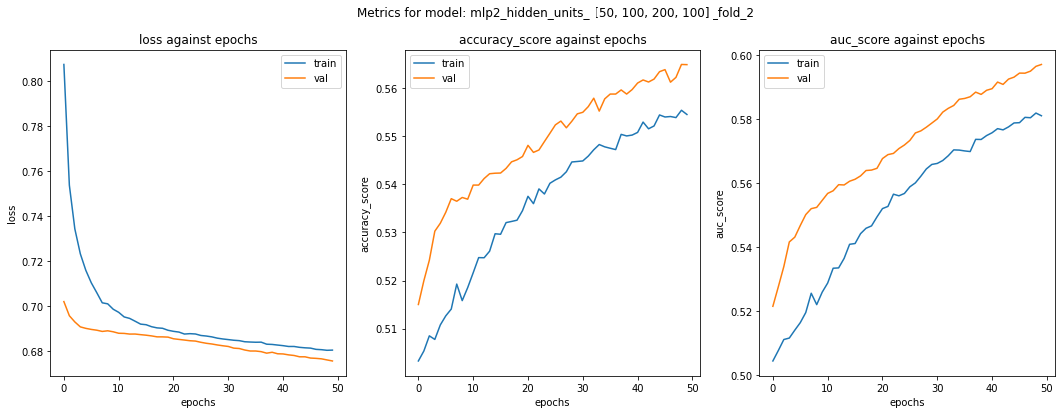 Metrics for model: mlp2_hidden_units_ [50, 100, 200, 100] _fold_2
loss against epochs
train
val
0.80
0.78
0.76
0.74
0.72
0.70
0.68
loss
0 10 20 30 40 50
epochs
accuracy_score against epochs
train
val
0.56
0.55
0.54
0.53
0.52
0.51
accuracy_score
0 10 20 30 40 50
epochs
auc_score against epochs
train
val
0.60
0.58
0.56
0.54
0.52
0.50
auc_score
0 10 20 30 40 50
epochs